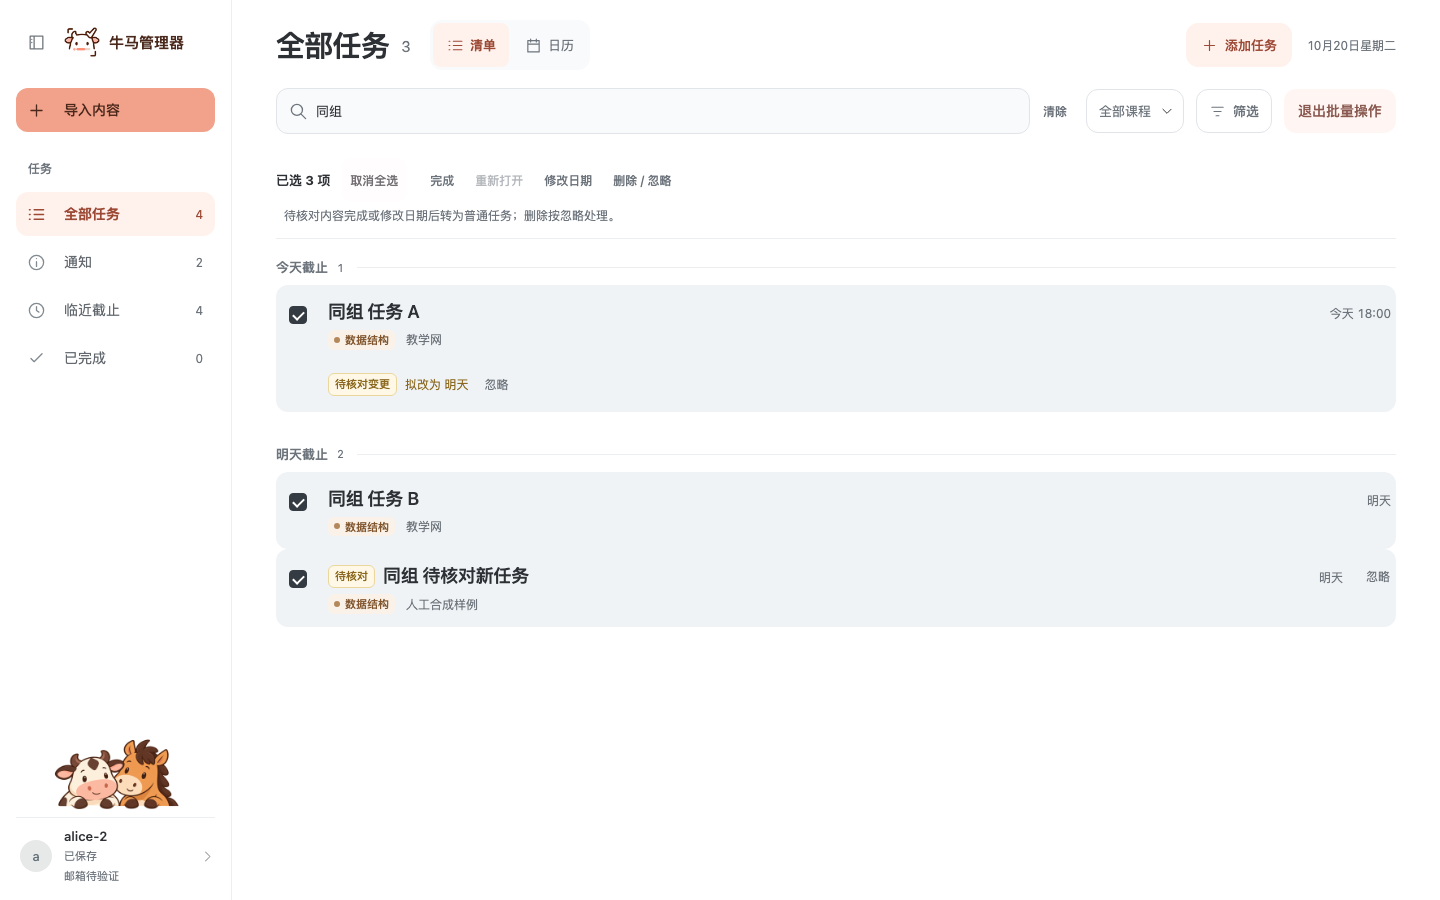 牛马管理器
导入内容
任务
全部任务 4
通知 2
临近截止 4
已完成 0
a
alice-2
已保存
邮箱待验证
全部任务 3
清单
日历
添加任务
10月20日星期二
同组
清除
全部课程
筛选
退出批量操作
已选 3 项
取消全选
完成
重新打开
修改日期
删除 / 忽略
待核对内容完成或修改日期后转为普通任务；删除按忽略处理。
今天截止 1
同组 任务 A
今天 18:00
数据结构 教学网
待核对变更 拟改为 明天 忽略
明天截止 2
同组 任务 B
明天
数据结构 教学网
待核对 同组 待核对新任务
明天 忽略
数据结构 人工合成样例